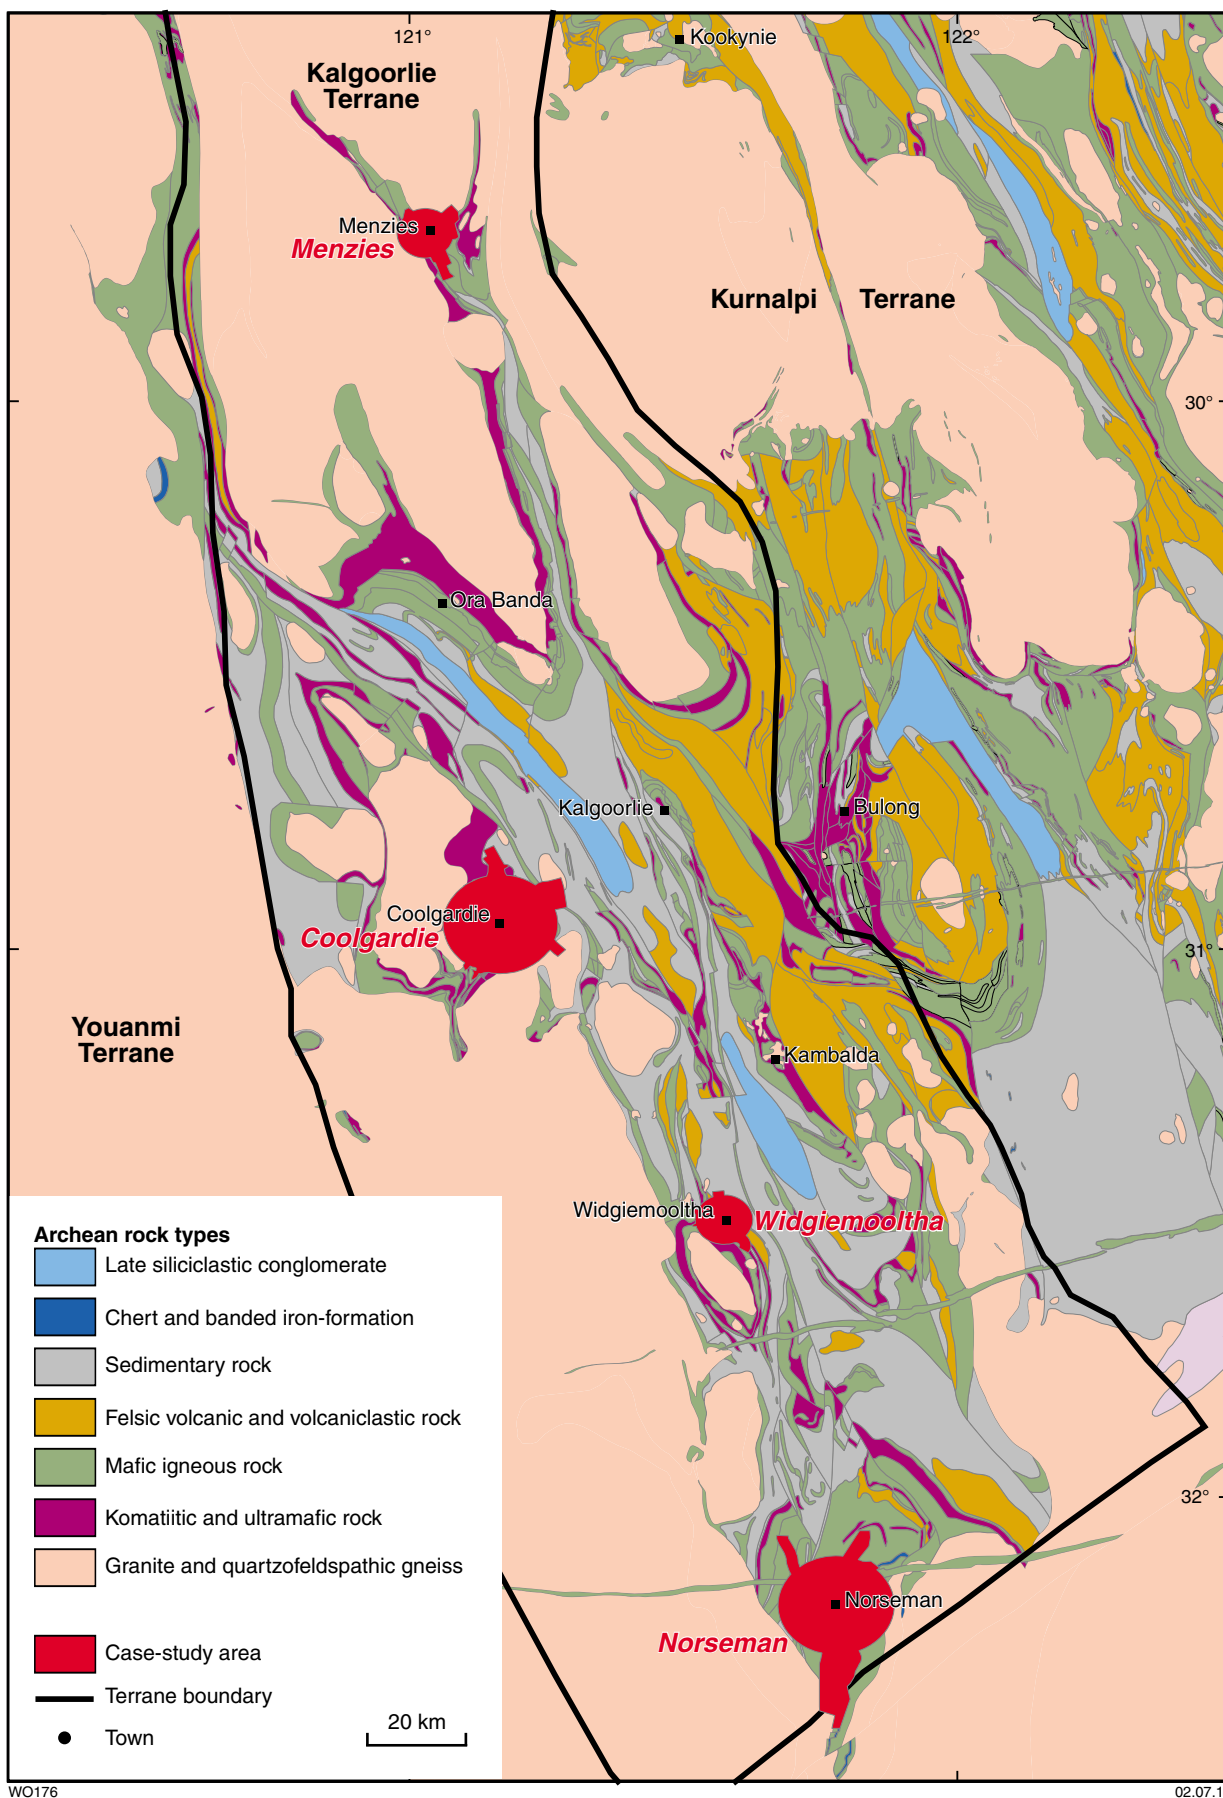 121°
122°
Kookynie
Kalgoorlie
Terrane
Menzies
Menzies
Kurnalpi Terrane
30°
Ora Banda
Kalgoorlie
Bulong
Coolgardie
Coolgardie
31°
Youanmi
Terrane
Kambalda
Widgiemooltha
Widgiemooltha
Archean rock types
Late siliciclastic conglomerate
Chert and banded iron-formation
Sedimentary rock
Felsic volcanic and volcaniclastic rock
Mafic igneous rock
Komatiitic and ultramafic rock
Granite and quartzofeldspathic gneiss
32°
Norseman
Norseman
Case-study area
Terrane boundary
Town
20 km
WO176
02.07.1